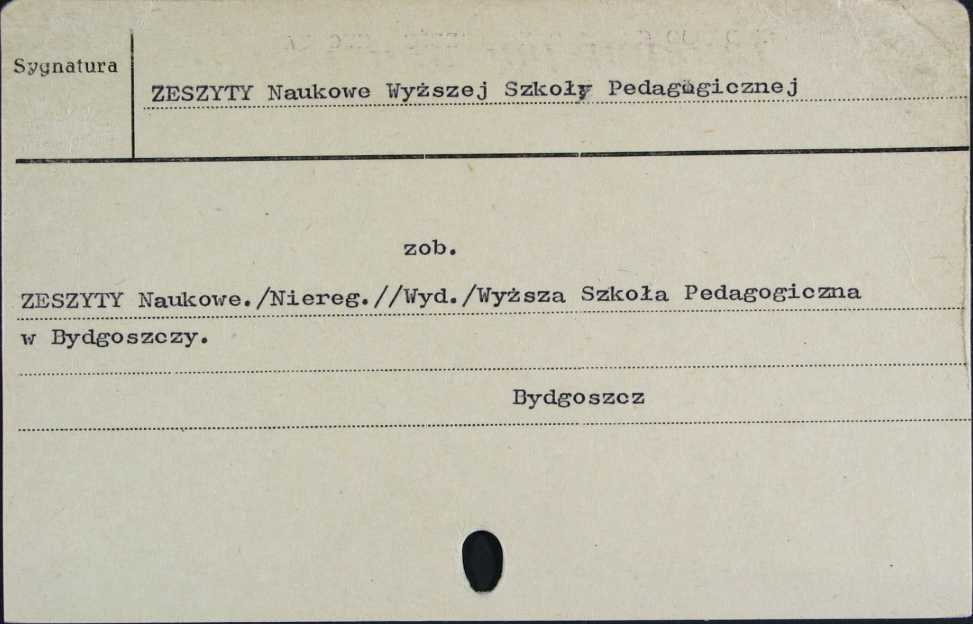 Sygnatura
ZESZYTY Naukowe Wyższej Szkoły Pedagogicznej
zob.
ZESZYTY Naukowe./Niereg.//Wyd./Wyższa Szkoła Pedagogiczna
w Bydgoszczy.
Bydgoszcz